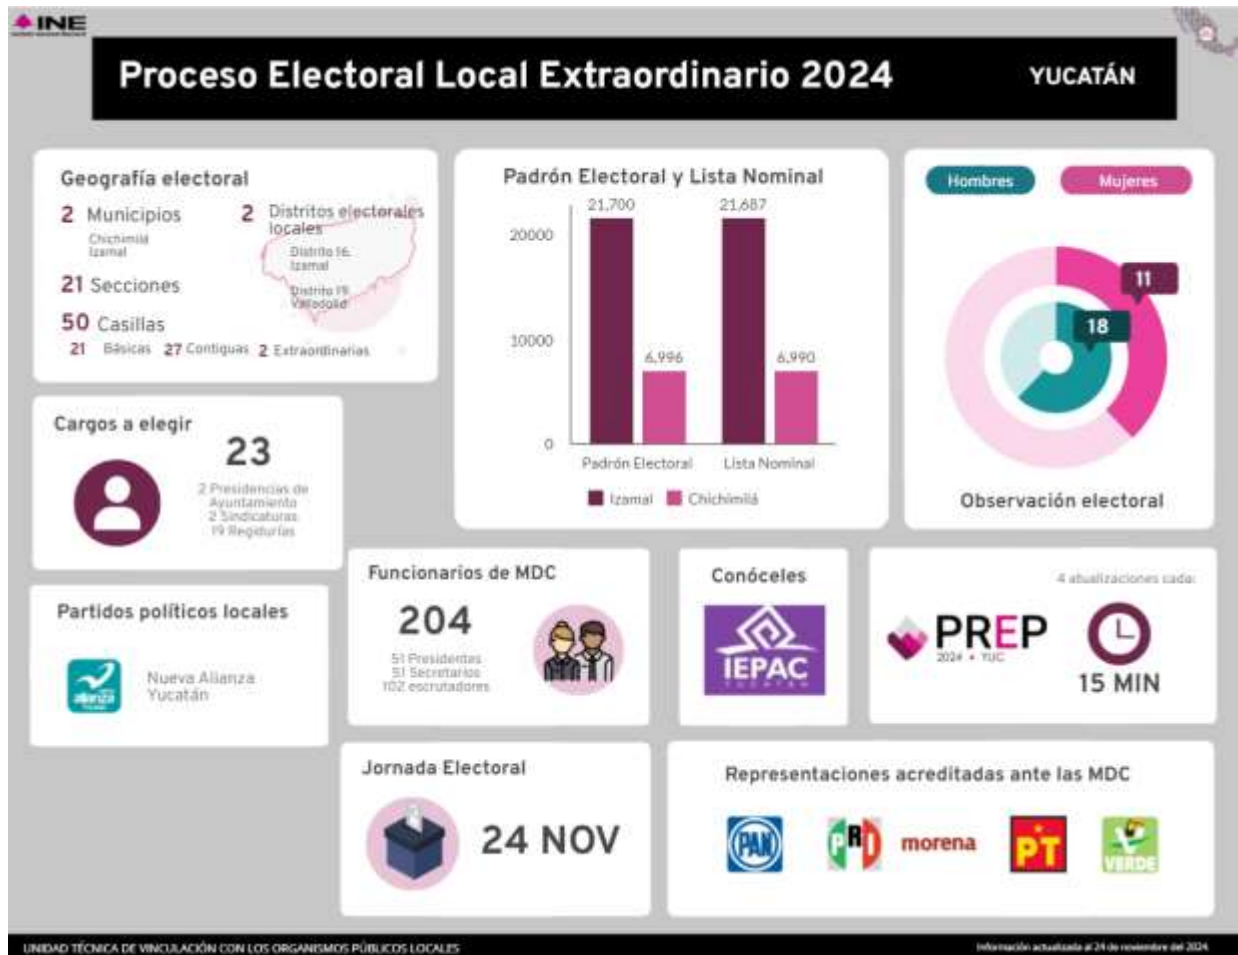 INE
Proceso Electoral Local Extraordinario 2024
YUCATÁN
Geografía electoral
2 Municipios
Chichimilá
Izamal
2 Distritos electorales
locales
Distrito 16.
Izamal
Distrito 19
Valladolid
21 Secciones
50 Casillas
21 Básicas 27 Contiguas 2 Extraordinarias
Padrón Electoral y Lista Nominal
21,700
21,687
20000
10000
6,996
6,990
0
Padrón Electoral
Lista Nominal
Izamal
Chichimilá
Hombres
Mujeres
11
18
Observación electoral
Cargos a elegir
23
2 Presidencias de
Ayuntamiento
2 Sindicaturas
19 Regidurías
Partidos políticos locales
alianza
Nueva Alianza
Yucatán
Funcionarios de MDC
204
51 Presidentes
51 Secretarios
102 escrutadores
Conóceles
IEPAC
YUCATÁN
4 atualizaciones cada:
PREP
2024 • YUC
15 MIN
Jornada Electoral
24 NOV
Representaciones acreditadas ante las MDC
PAN
PRI
morena
PT
VERDE
UNIDAD TÉCNICA DE VINCULACIÓN CON LOS ORGANISMOS PÚBLICOS LOCALES
Información actualizada al 24 de noviembre del 2024